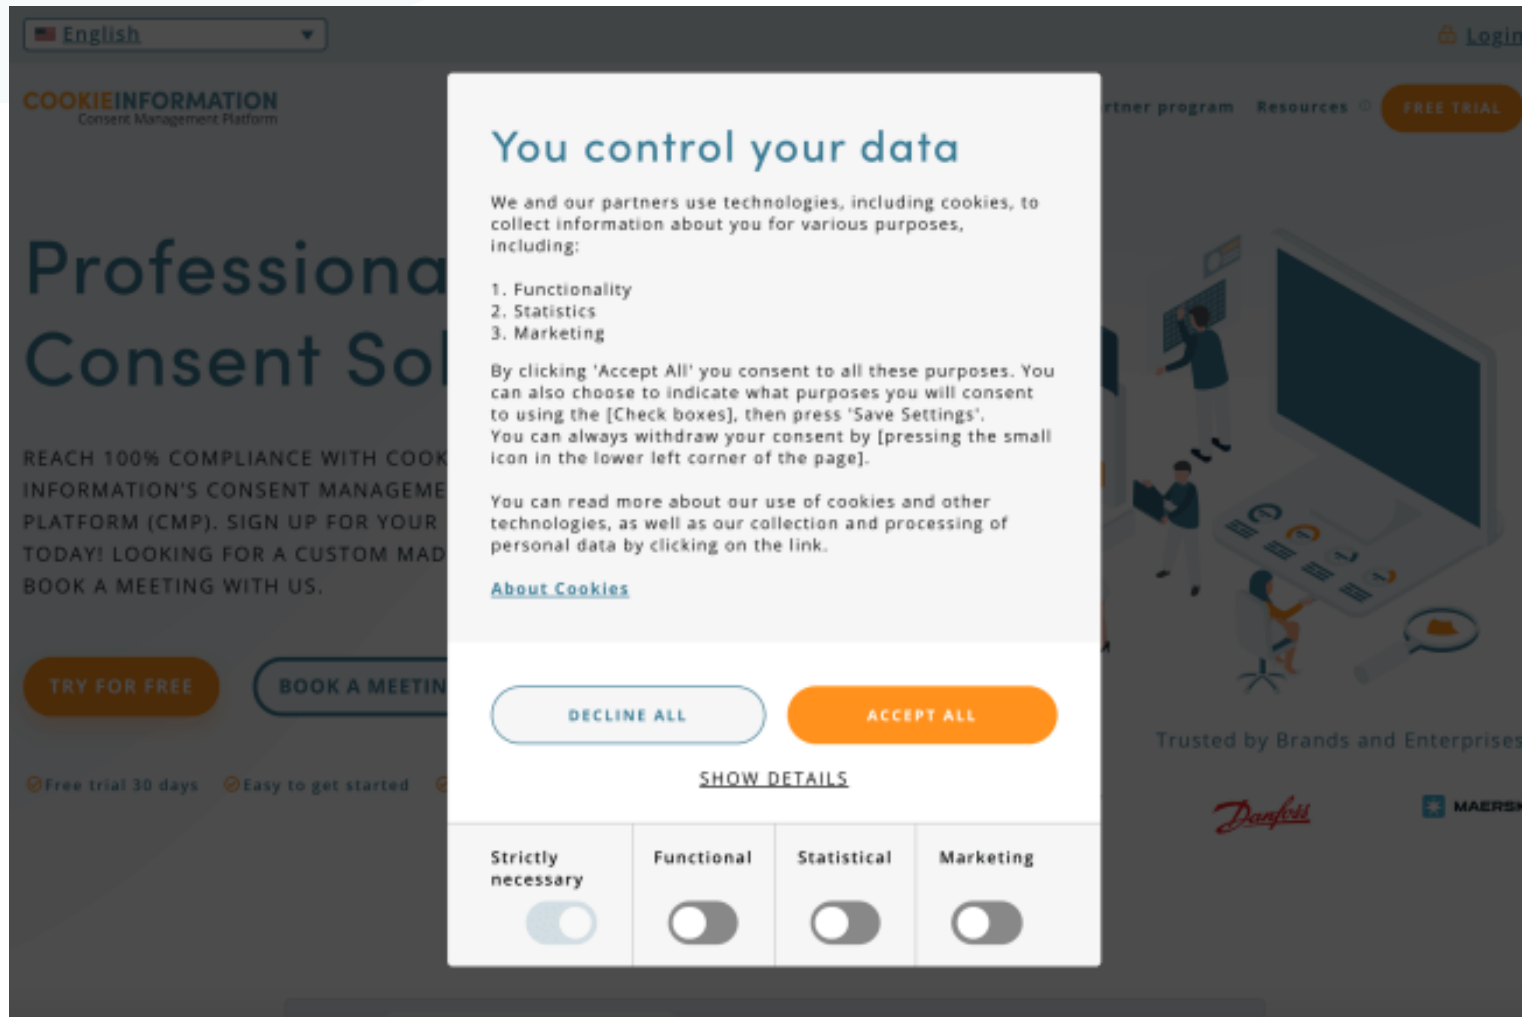 English
Login
COOKIEINFORMATION
Consent Management Platform
rtner program
Resources
FREE TRIAL
Professiona
Consent Sol
REACH 100% COMPLIANCE WITH COOK
INFORMATION'S CONSENT MANAGEME
PLATFORM (CMP). SIGN UP FOR YOUR
TODAY! LOOKING FOR A CUSTOM MAD
BOOK A MEETING WITH US.
TRY FOR FREE
BOOK A MEETIN
Free trial 30 days
Easy to get started
You control your data
We and our partners use technologies, including cookies, to
collect information about you for various purposes,
including:
1. Functionality
2. Statistics
3. Marketing
By clicking 'Accept All' you consent to all these purposes. You
can also choose to indicate what purposes you will consent
to using the [Check boxes], then press 'Save Settings'.
You can always withdraw your consent by [pressing the small
icon in the lower left corner of the page].
You can read more about our use of cookies and other
technologies, as well as our collection and processing of
personal data by clicking on the link.
About Cookies
DECLINE ALL
ACCEPT ALL
SHOW DETAILS
Strictly
necessary
Functional
Statistical
Marketing
Trusted by Brands and Enterprises
Danfoss
MAERSK